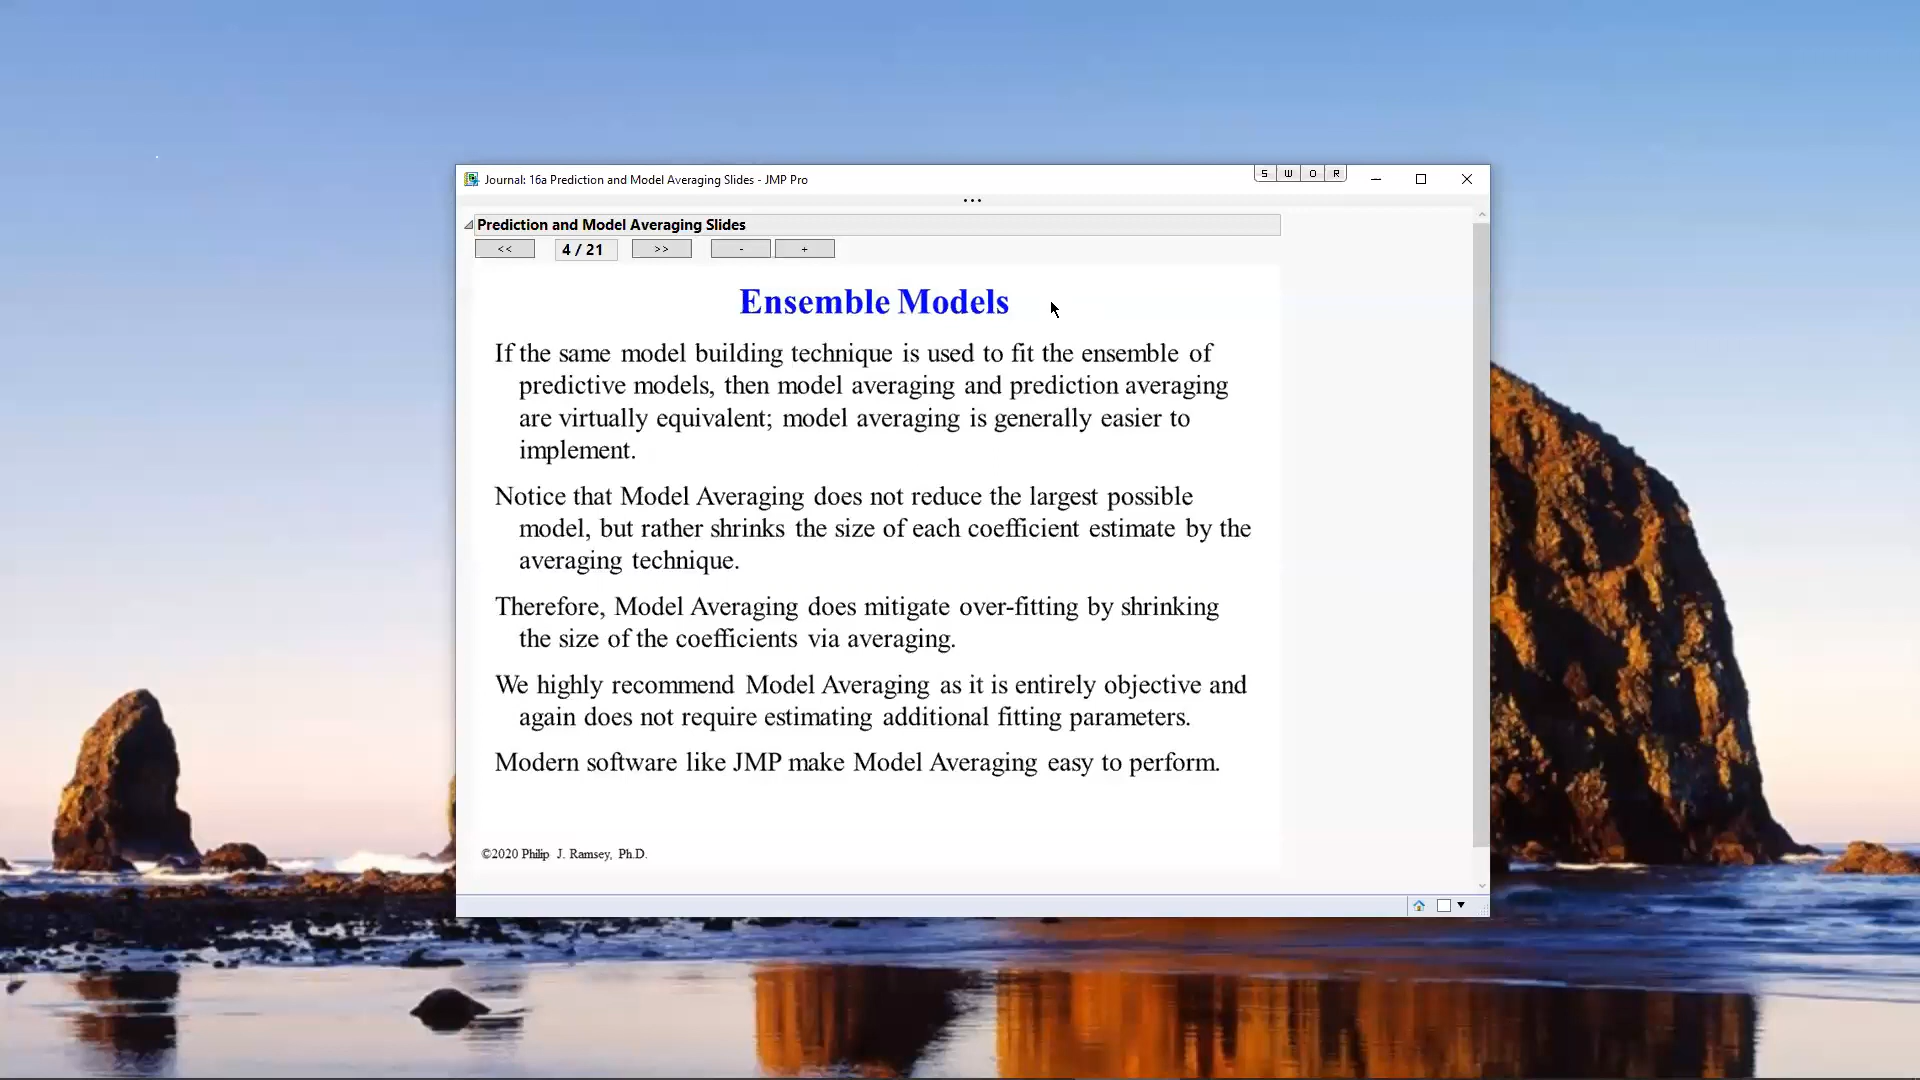 Journal: 16a Prediction and Model Averaging Slides - JMP Pro
S W O R
Prediction and Model Averaging Slides
<< 4 / 21 >> - +
Ensemble Models
If the same model building technique is used to fit the ensemble of
predictive models, then model averaging and prediction averaging
are virtually equivalent; model averaging is generally easier to
implement.
Notice that Model Averaging does not reduce the largest possible
model, but rather shrinks the size of each coefficient estimate by the
averaging technique.
Therefore, Model Averaging does mitigate over-fitting by shrinking
the size of the coefficients via averaging.
We highly recommend Model Averaging as it is entirely objective and
again does not require estimating additional fitting parameters.
Modern software like JMP make Model Averaging easy to perform.
©2020 Philip J. Ramsey, Ph.D.